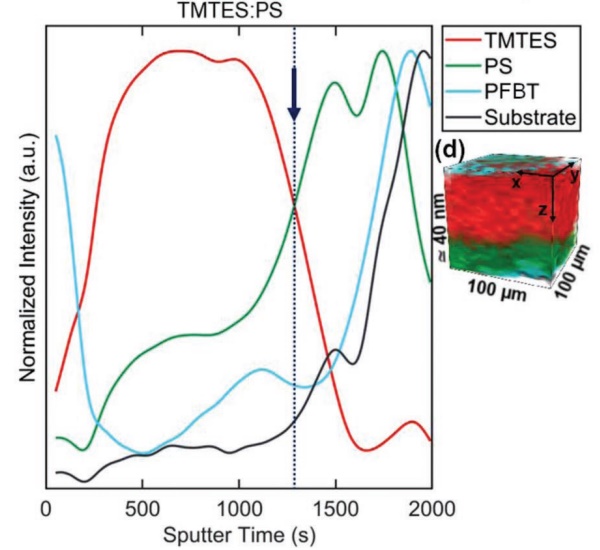 TMTES:PS
TMTES
PS
PFBT
Substrate
(d)
x
y
z
≈ 40 nm
100 µm
100 µm
Normalized Intensity (a.u.)
0
500
1000
1500
2000
Sputter Time (s)